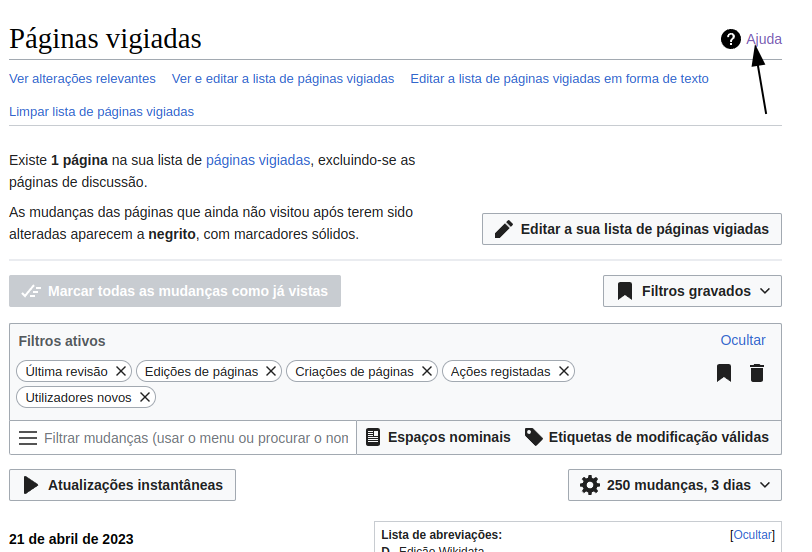 Páginas vigiadas
? Ajuda
Ver alterações relevantes Ver e editar a lista de páginas vigiadas Editar a lista de páginas vigiadas em forma de texto
Limpar lista de páginas vigiadas
Existe 1 página na sua lista de páginas vigiadas, excluindo-se as
páginas de discussão.
As mudanças das páginas que ainda não visitou após terem sido
alteradas aparecem a negrito, com marcadores sólidos.
Editar a sua lista de páginas vigiadas
Marcar todas as mudanças como já vistas
Filtros gravados
Filtros ativos
Ocultar
Última revisão Edições de páginas Criações de páginas Ações registadas
Utilizadores novos
Filtrar mudanças (usar o menu ou procurar o nom
Espaços nominais Etiquetas de modificação válidas
Atualizações instantâneas
250 mudanças, 3 dias
21 de abril de 2023
Lista de abreviações: [Ocultar]
D Edição Wikidata